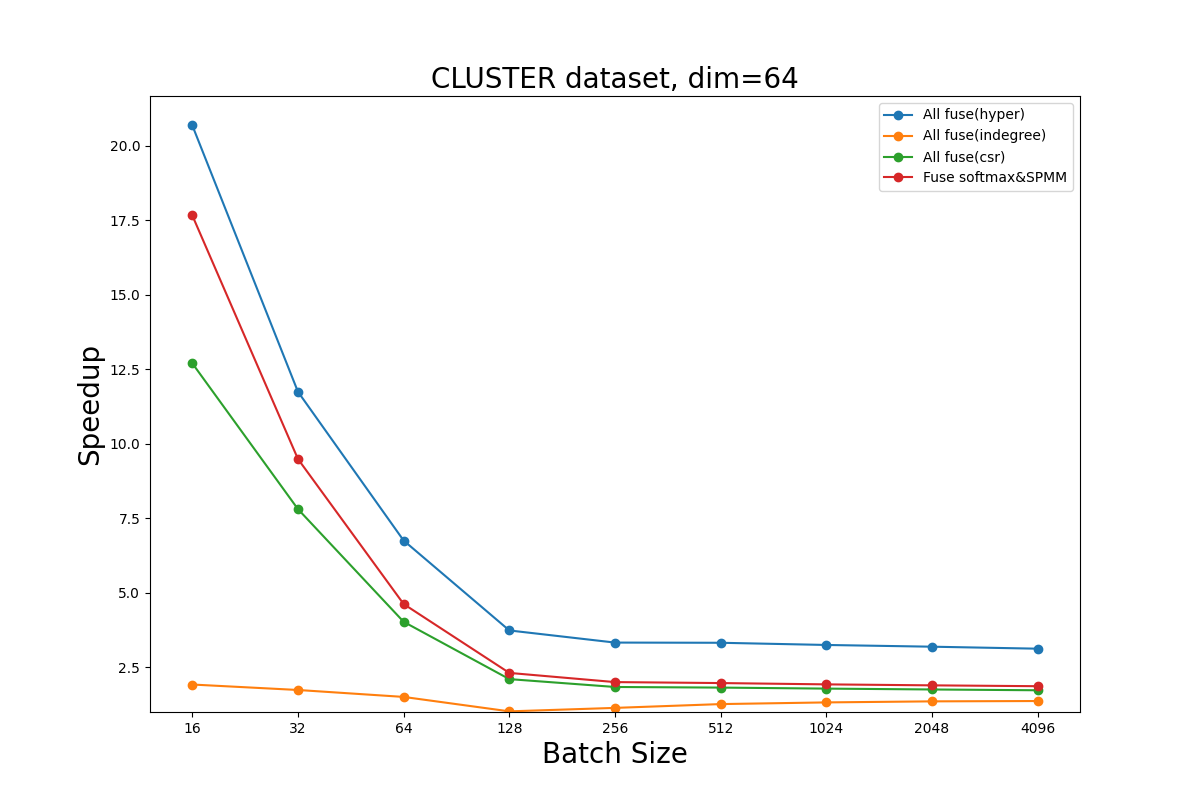 CLUSTER dataset, dim=64
All fuse(hyper)
All fuse(indegree)
All fuse(csr)
Fuse softmax&SPMM
Speedup
20.0
17.5
15.0
12.5
10.0
7.5
5.0
2.5
16 32 64 128 256 512 1024 2048 4096
Batch Size